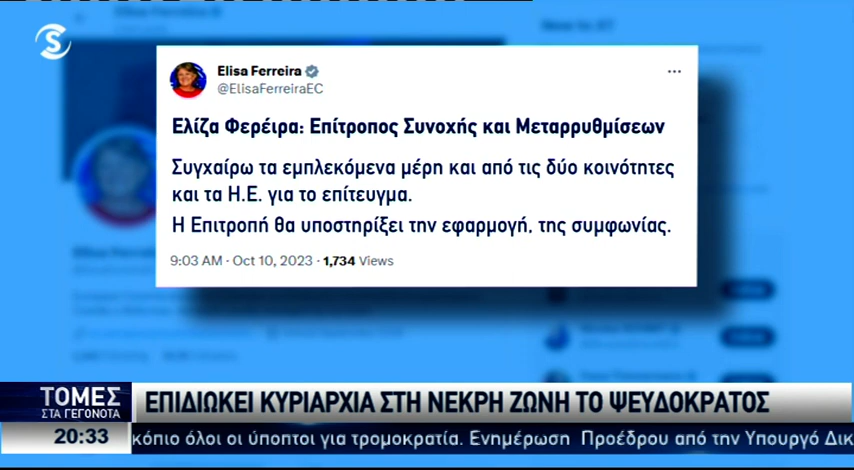 Elisa Ferreira
@ElisaFerreiraEC
Ελίζα Φερέιρα: Επίτροπος Συνοχής και Μεταρρυθμίσεων
Συγχαίρω τα εμπλεκόμενα μέρη και από τις δύο κοινότητες
και τα Η.Ε. για το επίτευγμα.
Η Επιτροπή θα υποστηρίξει την εφαρμογή, της συμφωνίας.
9:03 AM · Oct 10, 2023 · 1,734 Views
ΤΟΜΕΣ
ΣΤΑ ΓΕΓΟΝΟΤΑ
ΕΠΙΔΙΩΚΕΙ ΚΥΡΙΑΡΧΙΑ ΣΤΗ ΝΕΚΡΗ ΖΩΝΗ ΤΟ ΨΕΥΔΟΚΡΑΤΟΣ
20:33
κόπιο όλοι οι ύποπτοι για τρομοκρατία. Ενημέρωση Προέδρου από την Υπουργό Δικ